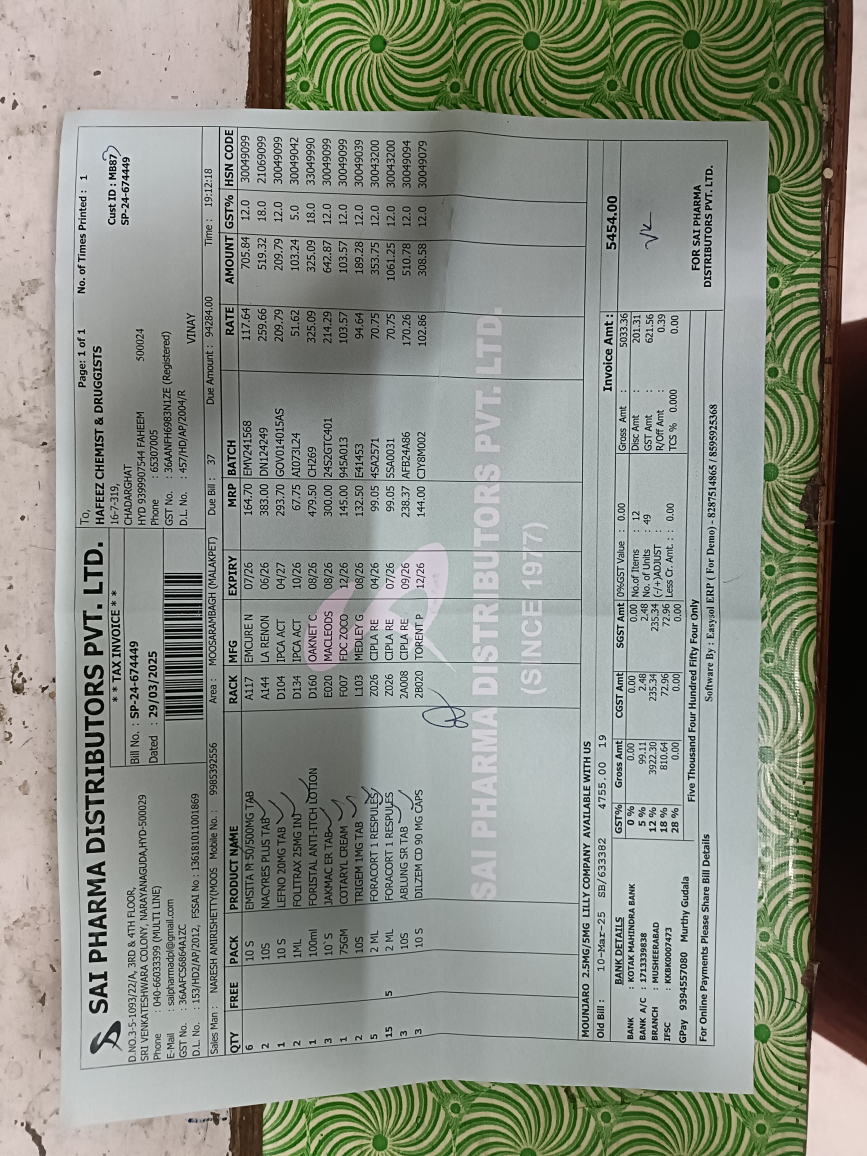 SAI PHARMA DISTRIBUTORS PVT. LTD.
* * TAX INVOICE * *
D.NO.3-5-1093/22/A, 3RD & 4TH FLOOR,
SRI VENKATESHWARA COLONY, NARAYANAGUDA,HYD-500029
Phone : 040-66033399 (MULTI LINE)
E-Mail : saipharmadpl@gmail.com
GST No. : 36AAFCS6864A1ZC
D.L. No. : 153/HD2/AP/2012, FSSAI No : 13618101100186​9
Bill No. : SP-24-674449
Dated : 29/03/2025
To, Page: 1 of 1 No. of Times Printed : 1
HAFEEZ CHEMIST & DRUGGISTS
16-7-319, Cust ID : MB87
CHADARGHAT SP-24-674449
HYD 9399907544 FAHEEM 500024
Phone : 65307005
GST No. : 36AANFH6983N1ZE (Registered)
D.L. No. : 457/HD/AP/2004/R VINAY
Sales Man : NARESH AMIRISHETTY(MOOS Mobile No. : 9985392556 Area : MOOSARAMBAGH (MALAKPET) Due Bill : 37 Due Amount : 94284.00 Time : 19:12:18
QTY FREE PACK PRODUCT NAME RACK MFG EXPIRY MRP BATCH RATE AMOUNT GST% HSN CODE
6 10 S EMSITA M 50/500MG TAB A117 EMCURE N 07/26 164.70 EMV241568 117.64 705.84 12.0 30049099
2 10S NACYRES PLUS TAB A144 LA RENON 06/26 383.00 DN124249 259.66 519.32 18.0 21069099
1 10 S LEFNO 20MG TAB D104 IPCA ACT 04/27 293.70 GOV014015AS 209.79 209.79 12.0 30049099
2 1ML FOLITRAX 25MG INJ D134 IPCA ACT 10/26 67.75 AI073L24 51.62 103.24 5.0 30049042
1 100ml FORISTAL ANTI-ITCH LOTION D160 OAKNET C 08/26 479.50 CH269 325.09 325.09 18.0 33049990
3 10`S JAKMAC ER TAB E020 MACLEODS 08/26 300.00 24S2GTC401 214.29 642.87 12.0 30049099
1 75GM COTARYL CREAM F007 FDC ZOCO 12/26 145.00 945A013 103.57 103.57 12.0 30049099
2 10S TRIGEM 1MG TAB L103 MEDLEY G 08/26 132.50 E41453 94.64 189.28 12.0 30049039
5 2 ML FORACORT 1 RESPULES Z026 CIPLA RE 04/26 99.05 4SA2571 70.75 353.75 12.0 30043200
15 5 2 ML FORACORT 1 RESPULES Z026 CIPLA RE 07/26 99.05 5SA0031 70.75 1061.25 12.0 30043200
3 10S ABLUNG SR TAB 2A008 CIPLA RE 09/26 238.37 AFB24A86 170.26 510.78 12.0 30049094
3 10 S DILZEM CD 90 MG CAPS 2B020 TORENT P 12/26 144.00 C1Y8M002 102.86 308.58 12.0 30049079
SAI PHARMA DISTRIBUTORS PVT. LTD.
(SINCE 1977)
MOUNJARO 2.5MG/5MG LILLY COMPANY AVAILABLE WITH US
Old Bill : 10-Mar-25 SB/633382 4755.00 19
Invoice Amt : 5454.00
BANK DETAILS
BANK : KOTAK MAHINDRA BANK
BANK A/C : 1713339838
BRANCH : MUSHEERABAD
IFSC : KKBK0007473
GPay 9394557080 Murthy Gudala
GST% Gross Amt CGST Amt SGST Amt
0 % 0.00 0.00 0.00
5 % 99.11 2.48 2.48
12 % 3922.30 235.34 235.34
18 % 810.64 72.96 72.96
28 % 0.00 0.00 0.00
0%GST Value : 0.00
No.of Items : 12
No. of Units : 49
(-/+)ADJUST :
Less Cr. Amt. : 0.00
Gross Amt : 5033.36
Disc Amt : 201.31
GST Amt : 621.56
R/Off Amt : 0.39
TCS % 0.000 0.00
Five Thousand Four Hundred Fifty Four Only
FOR SAI PHARMA
DISTRIBUTORS PVT. LTD.
For Online Payments Please Share Bill Details Software By : Easysol ERP ( For Demo) - 8287514865 / 8595925368